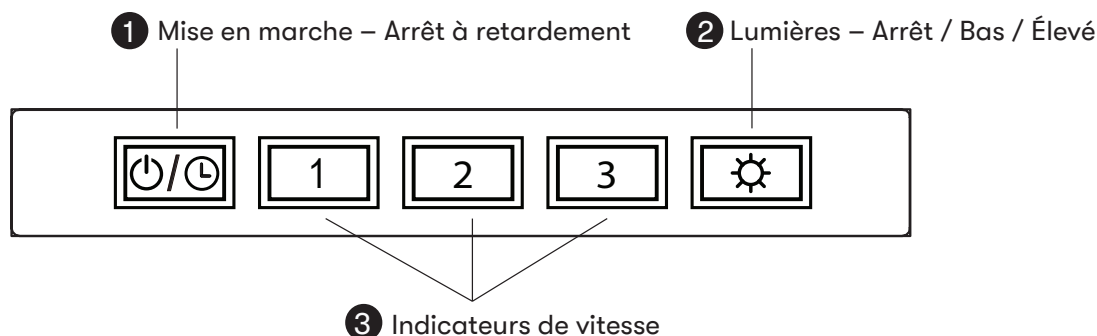 1 Mise en marche – Arrêt à retardement
2 Lumières – Arrêt / Bas / Élevé
/ 1 2 3
3 Indicateurs de vitesse